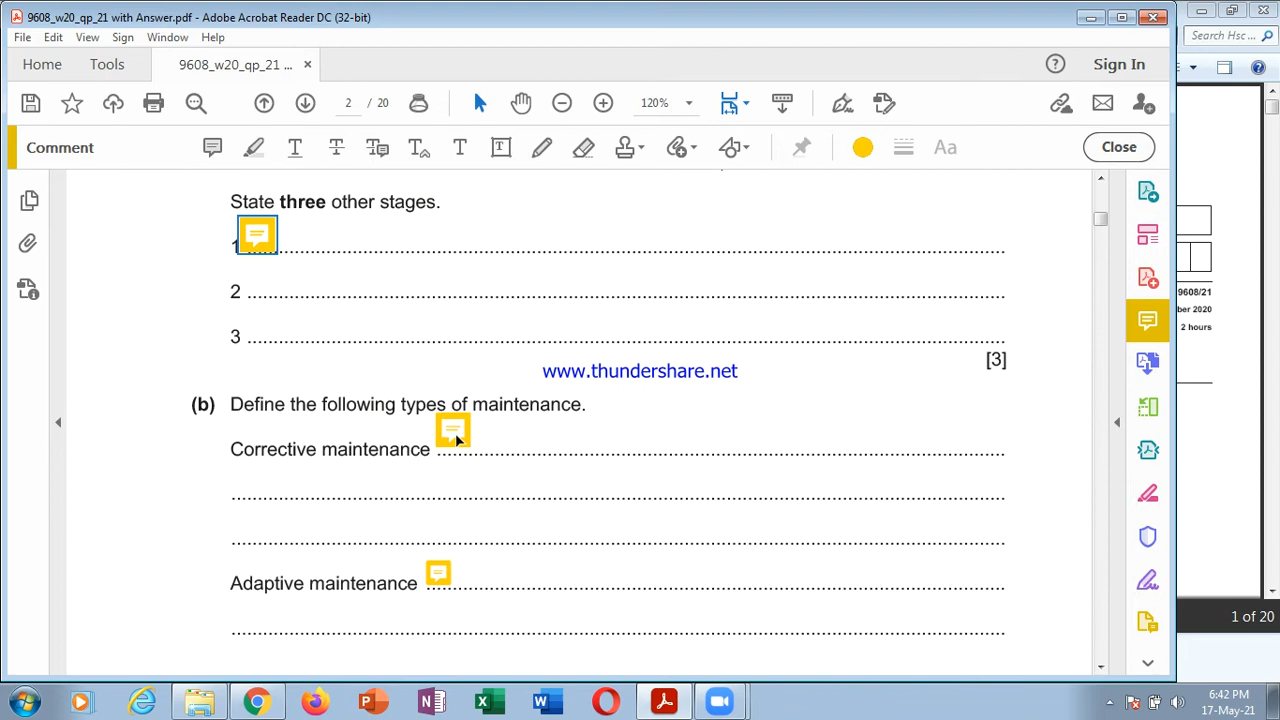 9608_w20_qp_21 with Answer.pdf - Adobe Acrobat Reader DC (32-bit)
File Edit View Sign Window Help
Search Hsc...
Home Tools 9608_w20_qp_21 ... × Sign In
2 / 20 120%
Comment Aa Close
State three other stages.
1
2
3
[3]
www.thundershare.net
(b) Define the following types of maintenance.
Corrective maintenance
Adaptive maintenance
9608/21
ber 2020
2 hours
1 of 20
6:42 PM
17-May-21